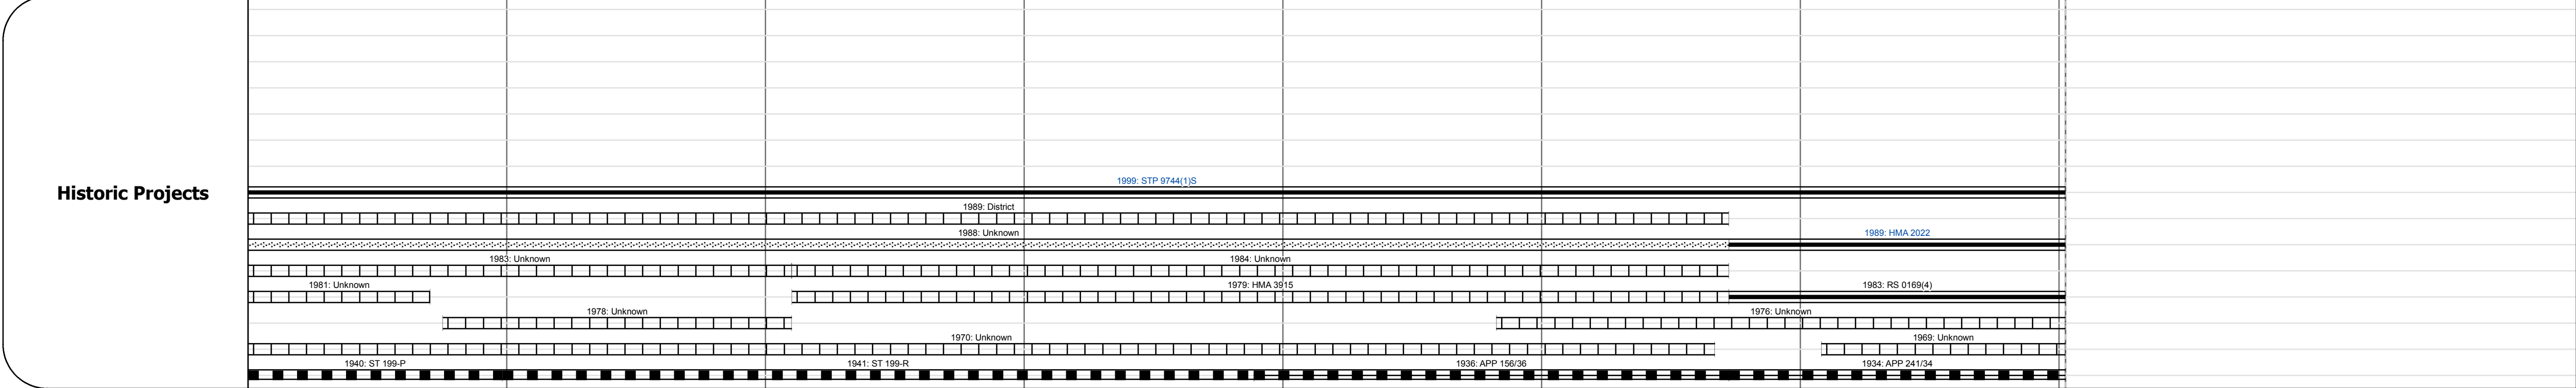 Historic Projects
1999: STP 9744(1)S
1989: District
1988: Unknown
1989: HMA 2022
1983: Unknown
1984: Unknown
1981: Unknown
1979: HMA 3915
1983: RS 0169(4)
1978: Unknown
1976: Unknown
1970: Unknown
1969: Unknown
1940: ST 199-P
1941: ST 199-R
1936: APP 156/36
1934: APP 241/34